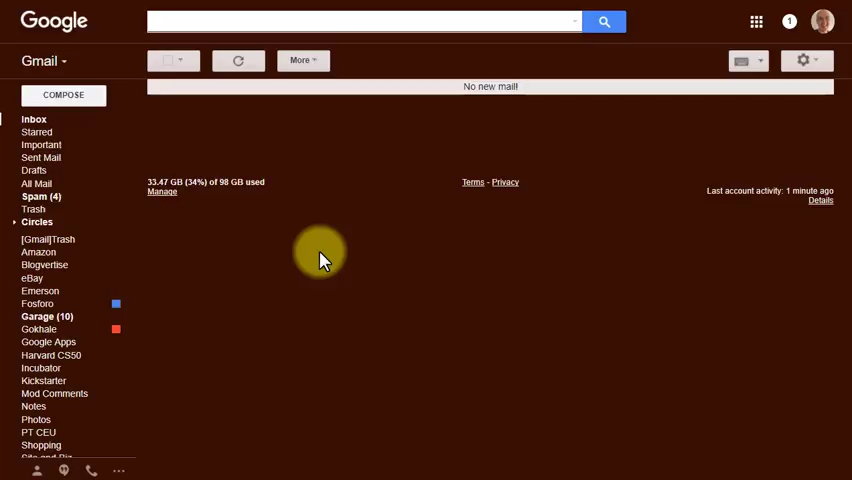 Google
1
Gmail
More
COMPOSE
No new mail!
Inbox
Starred
Important
Sent Mail
Drafts
All Mail
Spam (4)
Trash
Circles
33.47 GB (34%) of 98 GB used
Manage
Terms - Privacy
Last account activity: 1 minute ago
Details
[Gmail]Trash
Amazon
Blogvertise
eBay
Emerson
Fosforo
Garage (10)
Gokhale
Google Apps
Harvard CS50
Incubator
Kickstarter
Mod Comments
Notes
Photos
PT CEU
Shopping